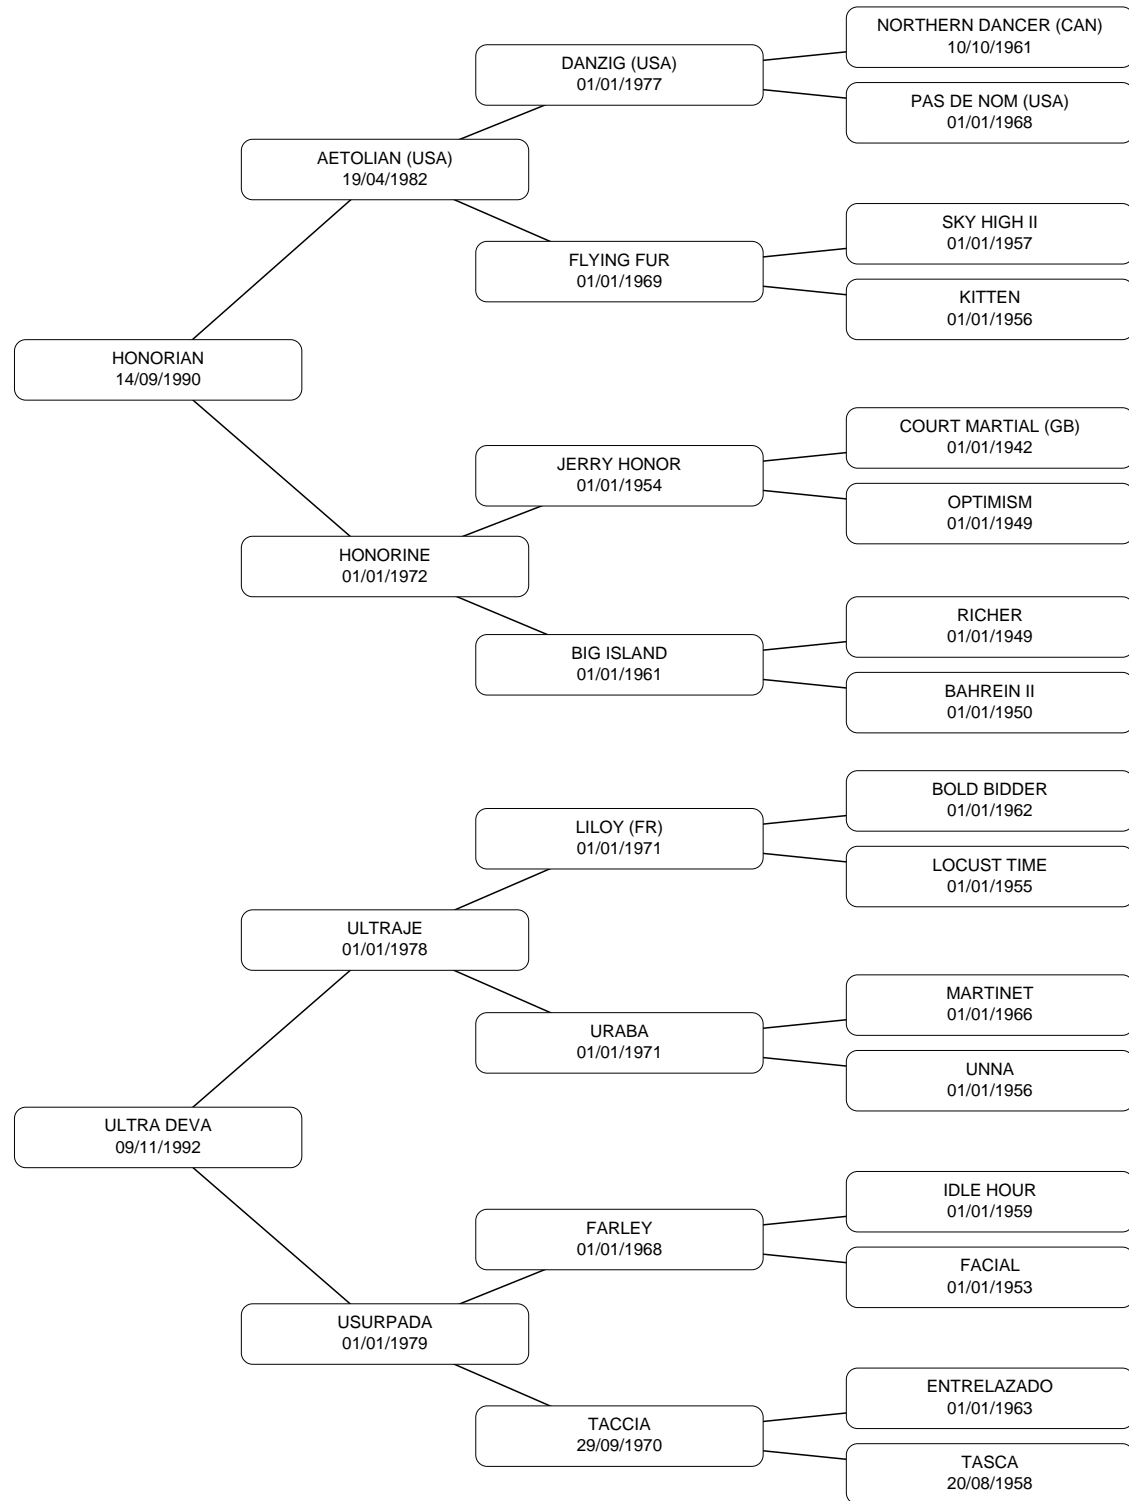 NORTHERN DANCER (CAN)
10/10/1961
DANZIG (USA)
01/01/1977
PAS DE NOM (USA)
01/01/1968
AETOLIAN (USA)
19/04/1982
SKY HIGH II
01/01/1957
FLYING FUR
01/01/1969
KITTEN
01/01/1956
HONORIAN
14/09/1990
COURT MARTIAL (GB)
01/01/1942
JERRY HONOR
01/01/1954
OPTIMISM
01/01/1949
HONORINE
01/01/1972
RICHER
01/01/1949
BIG ISLAND
01/01/1961
BAHREIN II
01/01/1950
BOLD BIDDER
01/01/1962
LILOY (FR)
01/01/1971
LOCUST TIME
01/01/1955
ULTRAJE
01/01/1978
MARTINET
01/01/1966
URABA
01/01/1971
UNNA
01/01/1956
ULTRA DEVA
09/11/1992
IDLE HOUR
01/01/1959
FARLEY
01/01/1968
FACIAL
01/01/1953
USURPADA
01/01/1979
ENTRELAZADO
01/01/1963
TACCIA
29/09/1970
TASCA
20/08/1958